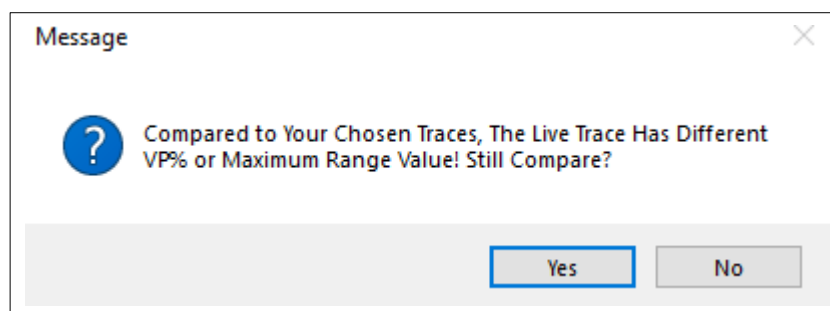 Message
Compared to Your Chosen Traces, The Live Trace Has Different
VP% or Maximum Range Value! Still Compare?
Yes
No